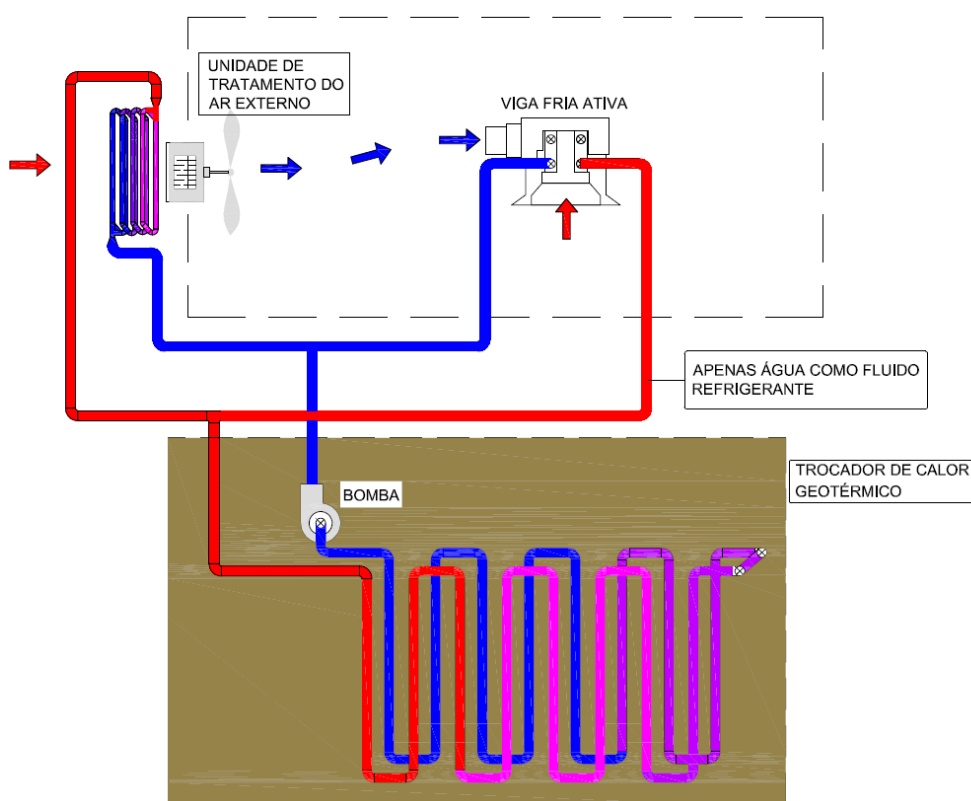 UNIDADE DE
TRATAMENTO DO
AR EXTERNO
VIGA FRIA ATIVA
APENAS ÁGUA COMO FLUIDO
REFRIGERANTE
TROCADOR DE CALOR
GEOTÉRMICO
BOMBA